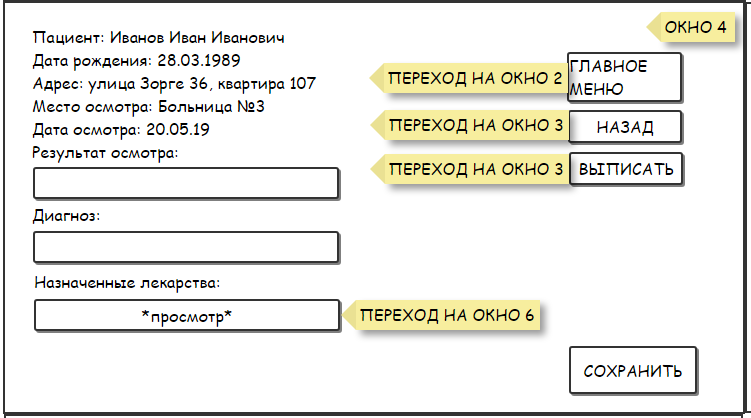 ОКНО 4
Пациент: Иванов Иван Иванович
Дата рождения: 28.03.1989
Адрес: улица Зорге 36, квартира 107
Место осмотра: Больница №3
Дата осмотра: 20.05.19
Результат осмотра:
ПЕРЕХОД НА ОКНО 2
ГЛАВНОЕ
МЕНЮ
ПЕРЕХОД НА ОКНО 3
НАЗАД
ПЕРЕХОД НА ОКНО 3
ВЫПИСАТЬ
Диагноз:
Назначенные лекарства:
*просмотр*
ПЕРЕХОД НА ОКНО 6
СОХРАНИТЬ